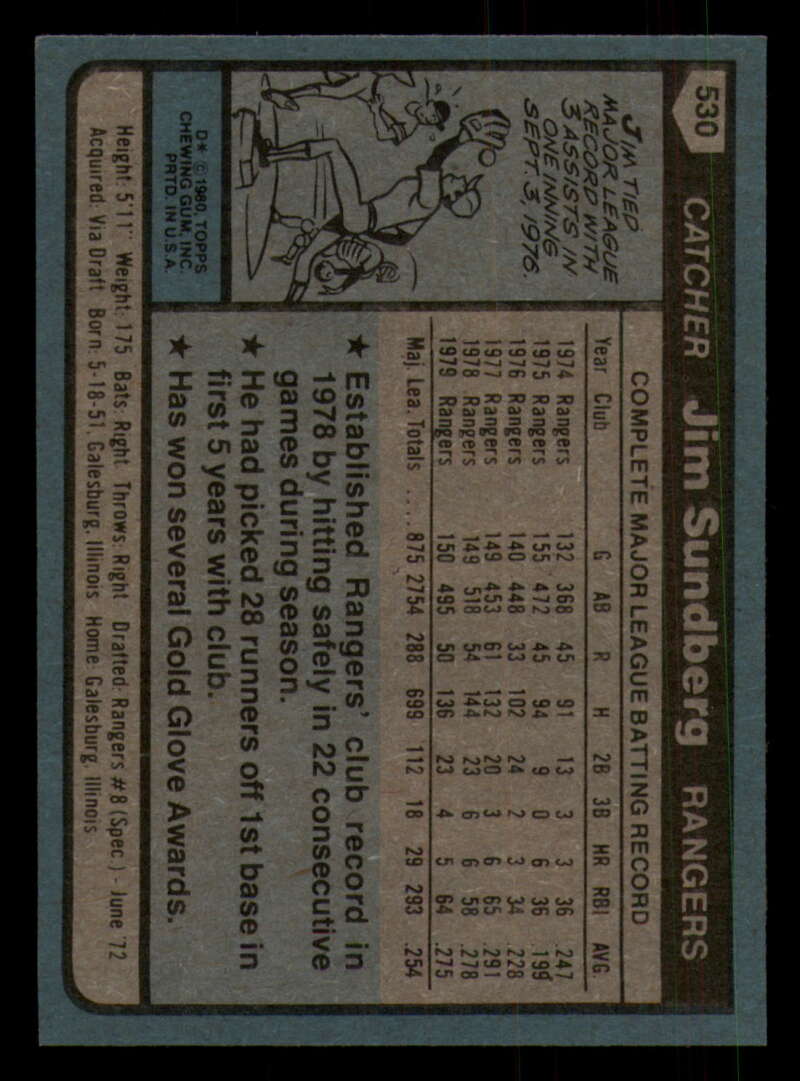 530 CATCHER Jim Sundberg RANGERS
JIM TIED
MAJOR LEAGUE
RECORD WITH
3 ASSISTS IN
ONE INNING
SEPT. 3, 1976.
D* © 1980 TOPPS
CHEWING GUM, INC.
PRTD. IN U.S.A.
COMPLETE MAJOR LEAGUE BATTING RECORD
Year Club G AB R H 2B 3B HR RBI AVG.
1974 Rangers 132 368 45 91 13 3 3 36 .247
1975 Rangers 155 472 45 94 9 0 6 36 .199
1976 Rangers 140 448 33 102 24 2 3 34 .228
1977 Rangers 149 453 61 132 20 3 6 65 .291
1978 Rangers 149 518 54 144 23 6 6 58 .278
1979 Rangers 150 495 50 136 23 4 5 64 .275
Maj. Lea. Totals . . . . 875 2754 288 699 112 18 29 293 .254
★ Established Rangers' club record in
1978 by hitting safely in 22 consecutive
games during season.
★ He had picked 28 runners off 1st base in
first 5 years with club.
★ Has won several Gold Glove Awards.
Height: 5'11" Weight: 175 Bats: Right Throws: Right Drafted: Rangers #8 (Spec.) - June '72
Acquired: Via Draft Born: 5-18-51, Galesburg, Illinois Home: Galesburg, Illinois